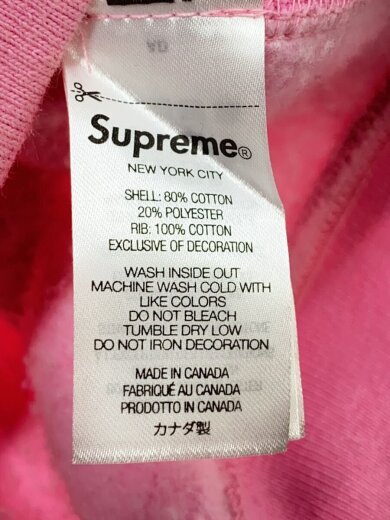 Supreme®
NEW YORK CITY
SHELL: 80% COTTON
20% POLYESTER
RIB: 100% COTTON
EXCLUSIVE OF DECORATION
WASH INSIDE OUT
MACHINE WASH COLD WITH
LIKE COLORS
DO NOT BLEACH
TUMBLE DRY LOW
DO NOT IRON DECORATION
MADE IN CANADA
FABRIQUÉ AU CANADA
PRODOTTO IN CANADA
カナダ製